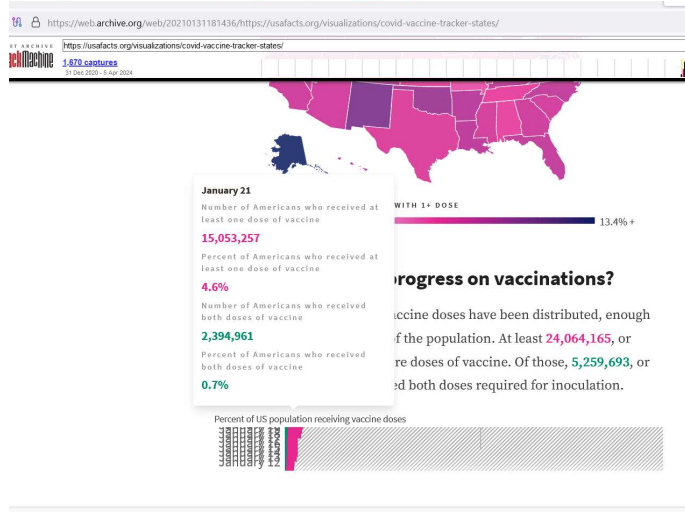 https://web.archive.org/web/20210131181436/https://usafacts.org/visualizations/covid-vaccine-tracker-states/
https://usafacts.org/visualizations/covid-vaccine-tracker-states/
1,670 captures
31 Dec 2020 - 5 Apr 2024
WITH 1+ DOSE
13.4% +
January 21
Number of Americans who received at
least one dose of vaccine
15,053,257
Percent of Americans who received at
least one dose of vaccine
4.6%
Number of Americans who received
both doses of vaccine
2,394,961
Percent of Americans who received
both doses of vaccine
0.7%
progress on vaccinations?
accine doses have been distributed, enough
of the population. At least 24,064,165, or
re doses of vaccine. Of those, 5,259,693, or
ed both doses required for inoculation.
Percent of US population receiving vaccine doses
January 12